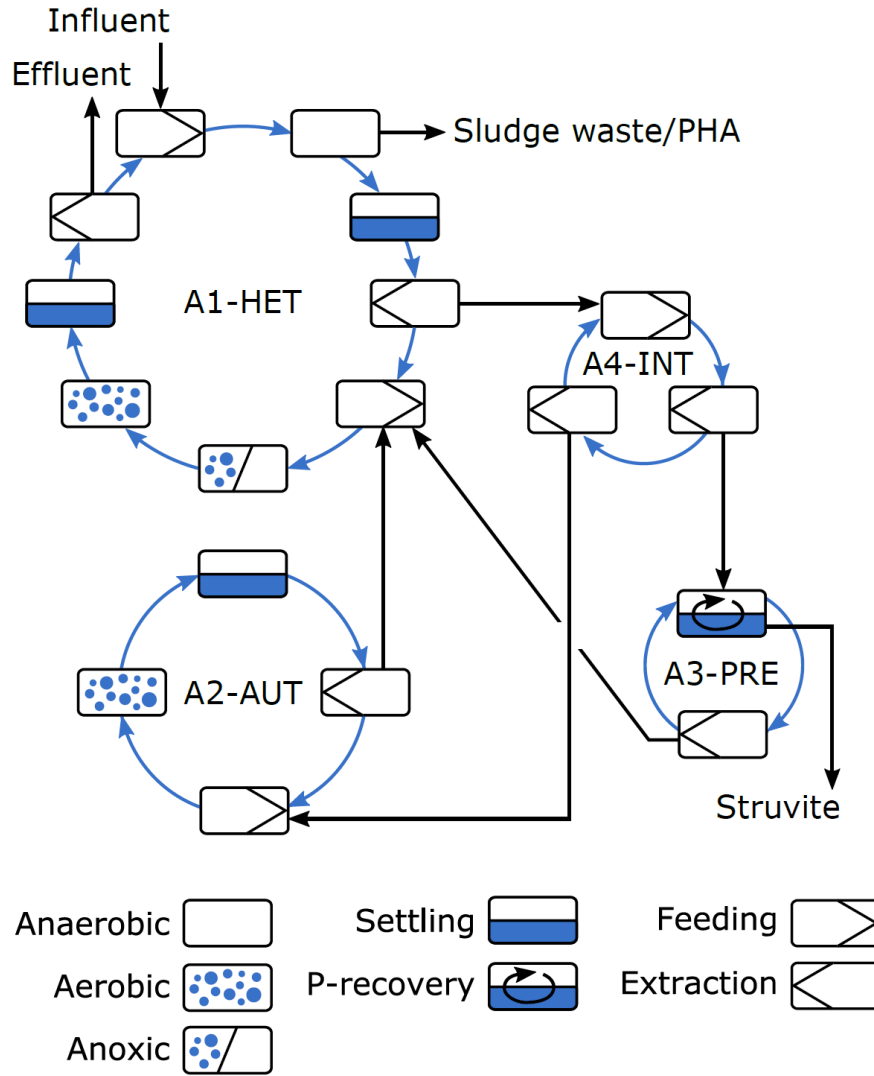 Influent
Effluent
Sludge waste/PHA
A1-HET
A4-INT
A2-AUT
A3-PRE
Struvite
Anaerobic
Settling
Feeding
Aerobic
P-recovery
Extraction
Anoxic